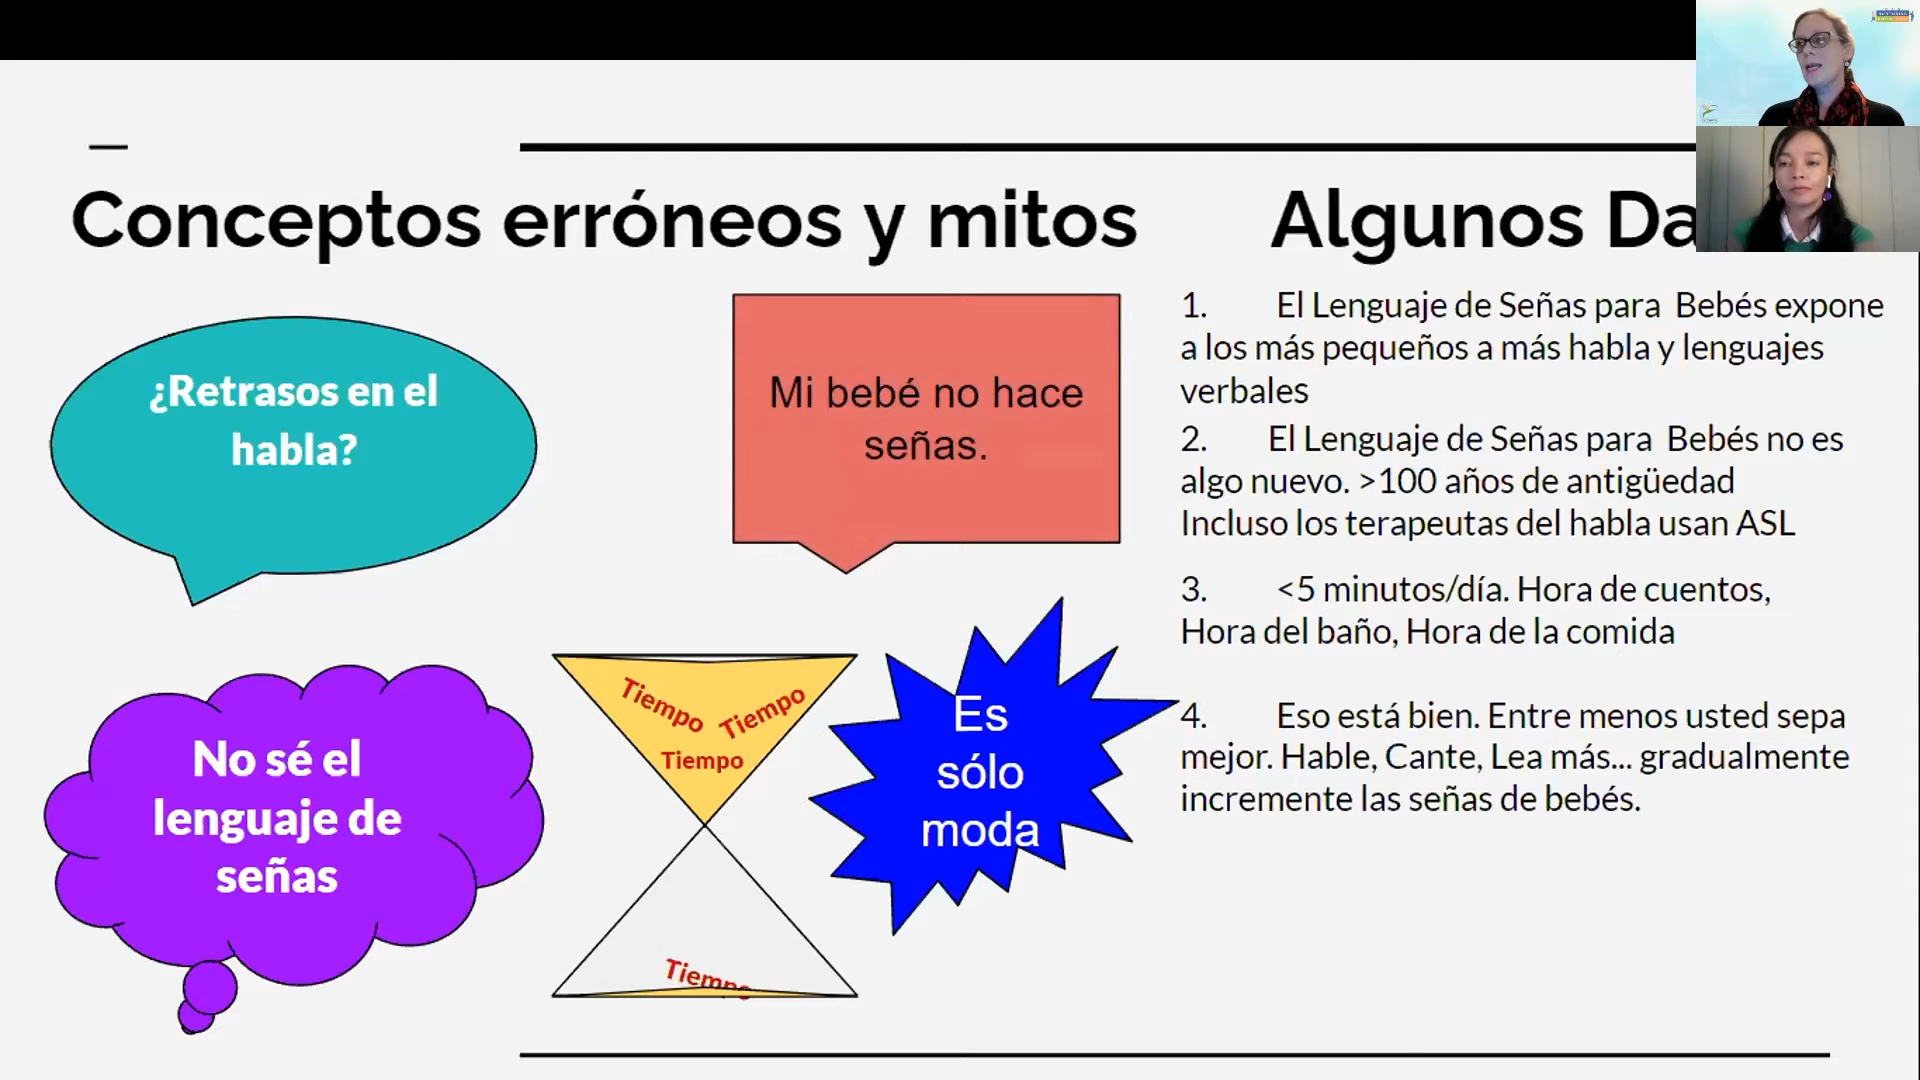 Conceptos erróneos y mitos
¿Retrasos en el
habla?
Mi bebé no hace
señas.
No sé el
lenguaje de
señas
Tiempo
Tiempo
Tiempo
Tiempo
Es
sólo
moda
Algunos
1. El Lenguaje de Señas para Bebés expone
a los más pequeños a más habla y lenguajes
verbales
2. El Lenguaje de Señas para Bebés no es
algo nuevo. >100 años de antigüedad
Incluso los terapeutas del habla usan ASL
3. <5 minutos/día. Hora de cuentos,
Hora del baño, Hora de la comida
4. Eso está bien. Entre menos usted sepa
mejor. Hable, Cante, Lea más... gradualmente
incremente las señas de bebés.